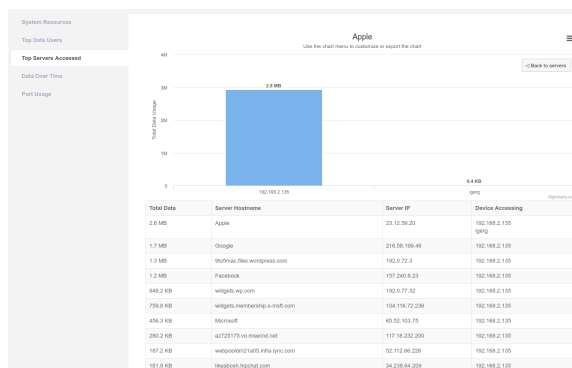 System Resources
Top Data Users
Top Servers Accessed
Data Over Time
Port Usage
Apple
Use the chart menu to customize or export the chart
◁ Back to servers
Total Data Usage
4M
3M
2M
1M
0
2.8 MB
9.4 KB
192.168.2.135
igerg
Total Data Server Hostname Server IP Device Accessing
2.8 MB Apple 23.12.59.20 192.168.2.135
igerg
1.7 MB Google 216.58.199.46 192.168.2.135
1.3 MB 9to5mac.files.wordpress.com 192.0.72.3 192.168.2.135
1.2 MB Facebook 157.240.8.23 192.168.2.135
948.2 KB widgets.wp.com 192.0.77.32 192.168.2.135
759.8 KB widgets.membership.s-msft.com 104.116.72.236 192.168.2.135
456.3 KB Microsoft 65.52.103.75 192.168.2.135
280.2 KB az725175.vo.msecnd.net 117.18.232.200 192.168.2.135
187.2 KB 52.112.66.226 192.168.2.135
181.9 KB likeabosh.hipchat.com 34.238.64.209 192.168.2.135